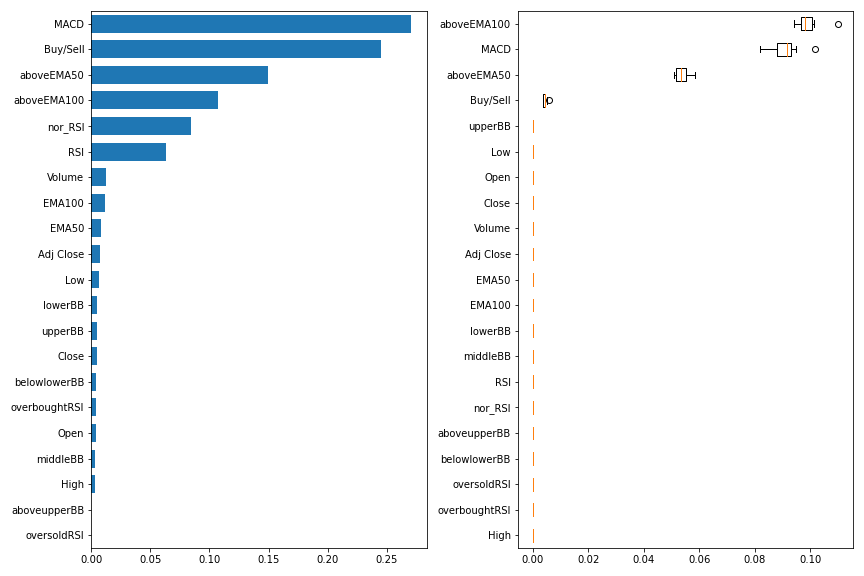 MACD
Buy/Sell
aboveEMA50
aboveEMA100
nor_RSI
RSI
Volume
EMA100
EMA50
Adj Close
Low
lowerBB
upperBB
Close
belowlowerBB
overboughtRSI
Open
middleBB
High
aboveupperBB
oversoldRSI
0.00 0.05 0.10 0.15 0.20 0.25
aboveEMA100
MACD
aboveEMA50
Buy/Sell
upperBB
Low
Open
Close
Volume
Adj Close
EMA50
EMA100
lowerBB
middleBB
RSI
nor_RSI
aboveupperBB
belowlowerBB
oversoldRSI
overboughtRSI
High
0.00 0.02 0.04 0.06 0.08 0.10